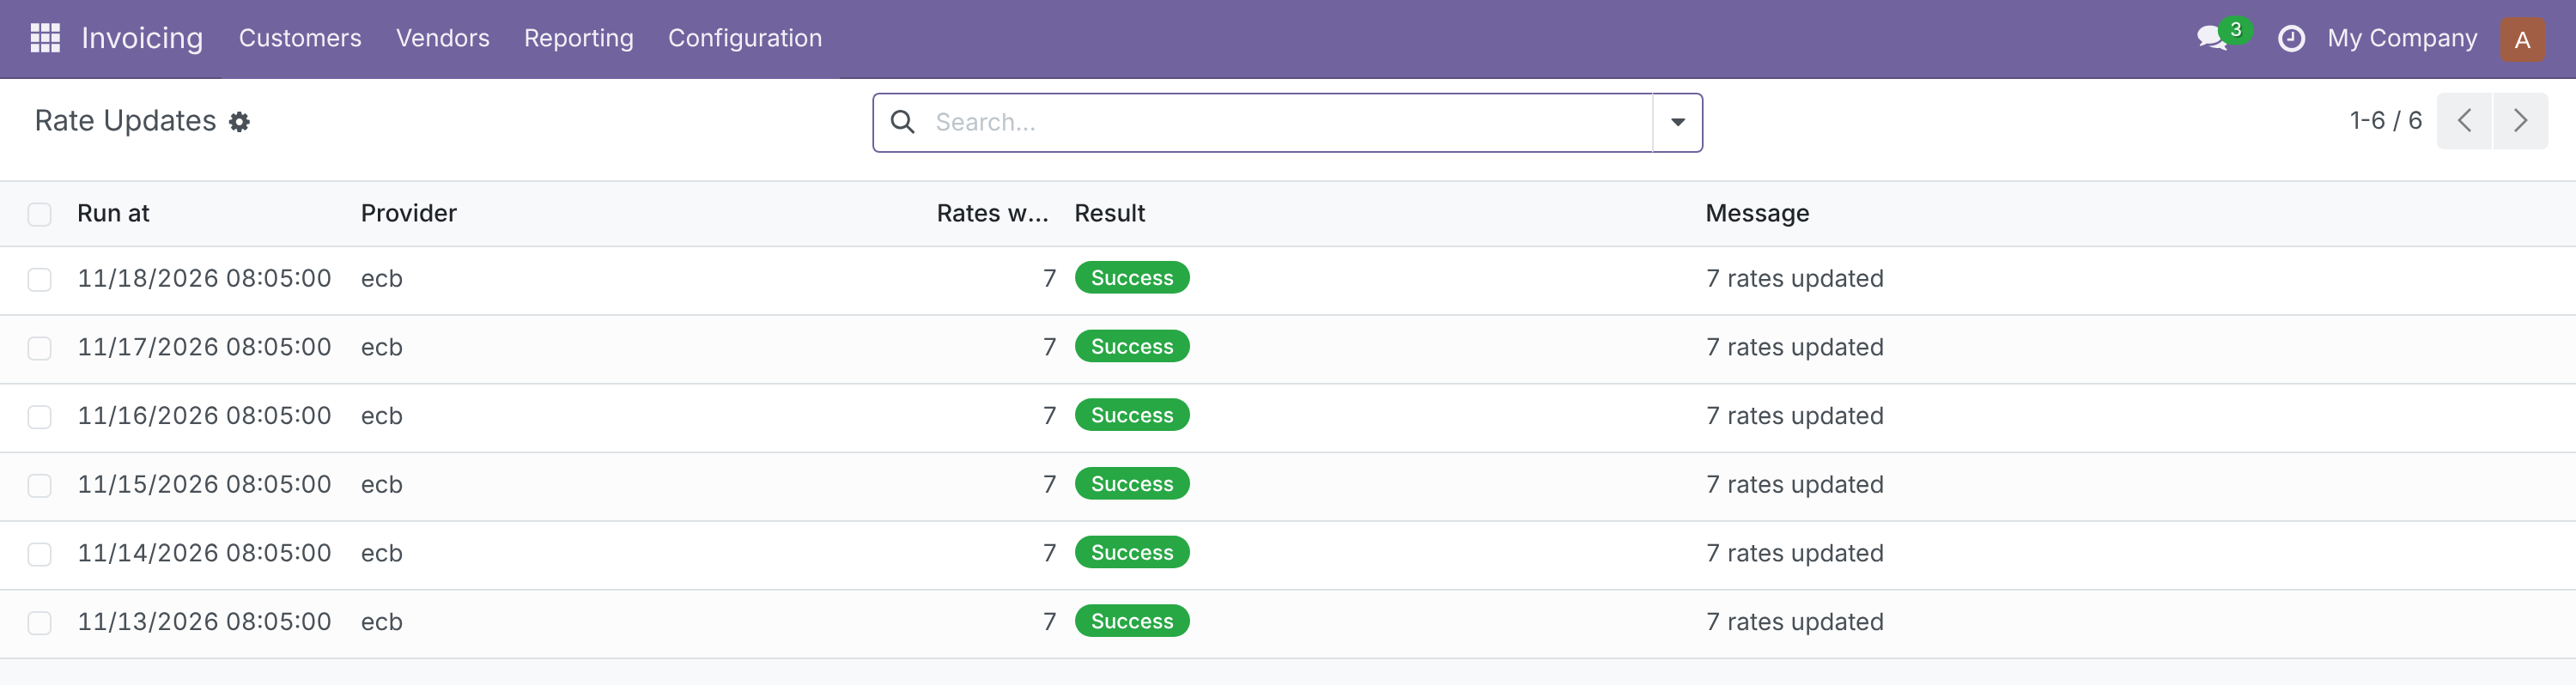 Invoicing Customers Vendors Reporting Configuration 3 My Company A
Rate Updates Search... 1-6 / 6
Run at Provider Rates w... Result Message
11/18/2026 08:05:00 ecb 7 Success 7 rates updated
11/17/2026 08:05:00 ecb 7 Success 7 rates updated
11/16/2026 08:05:00 ecb 7 Success 7 rates updated
11/15/2026 08:05:00 ecb 7 Success 7 rates updated
11/14/2026 08:05:00 ecb 7 Success 7 rates updated
11/13/2026 08:05:00 ecb 7 Success 7 rates updated